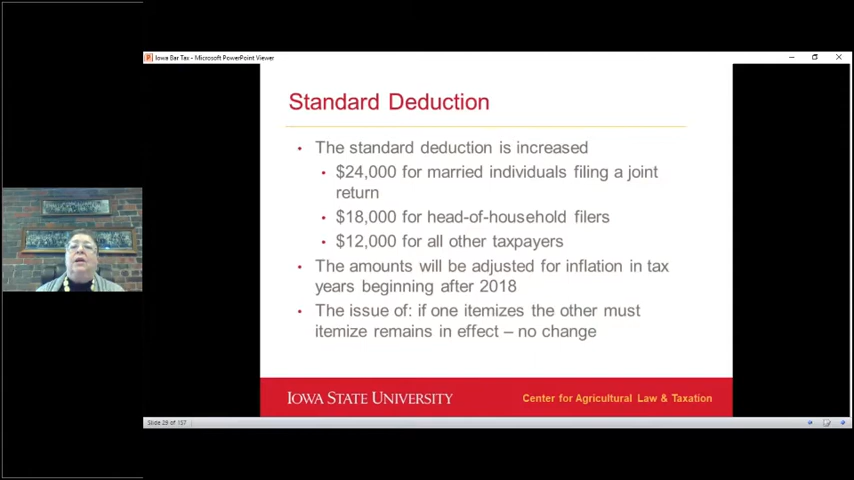 Iowa Bar Tax - Microsoft PowerPoint Viewer
Standard Deduction
• The standard deduction is increased
• $24,000 for married individuals filing a joint
return
• $18,000 for head-of-household filers
• $12,000 for all other taxpayers
• The amounts will be adjusted for inflation in tax
years beginning after 2018
• The issue of: if one itemizes the other must
itemize remains in effect – no change
IOWA STATE UNIVERSITY
Center for Agricultural Law & Taxation
Slide 29 of 157